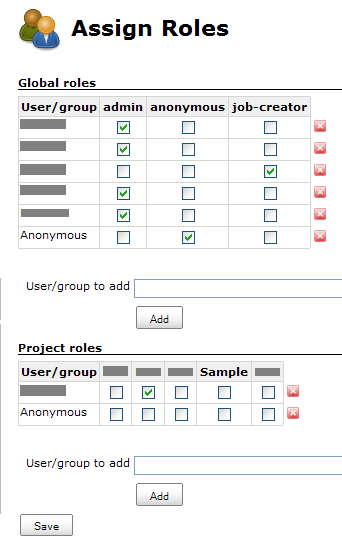 Assign Roles
Global roles
User/group admin anonymous job-creator
Anonymous
User/group to add
Add
Project roles
User/group Sample
Anonymous
User/group to add
Add
Save